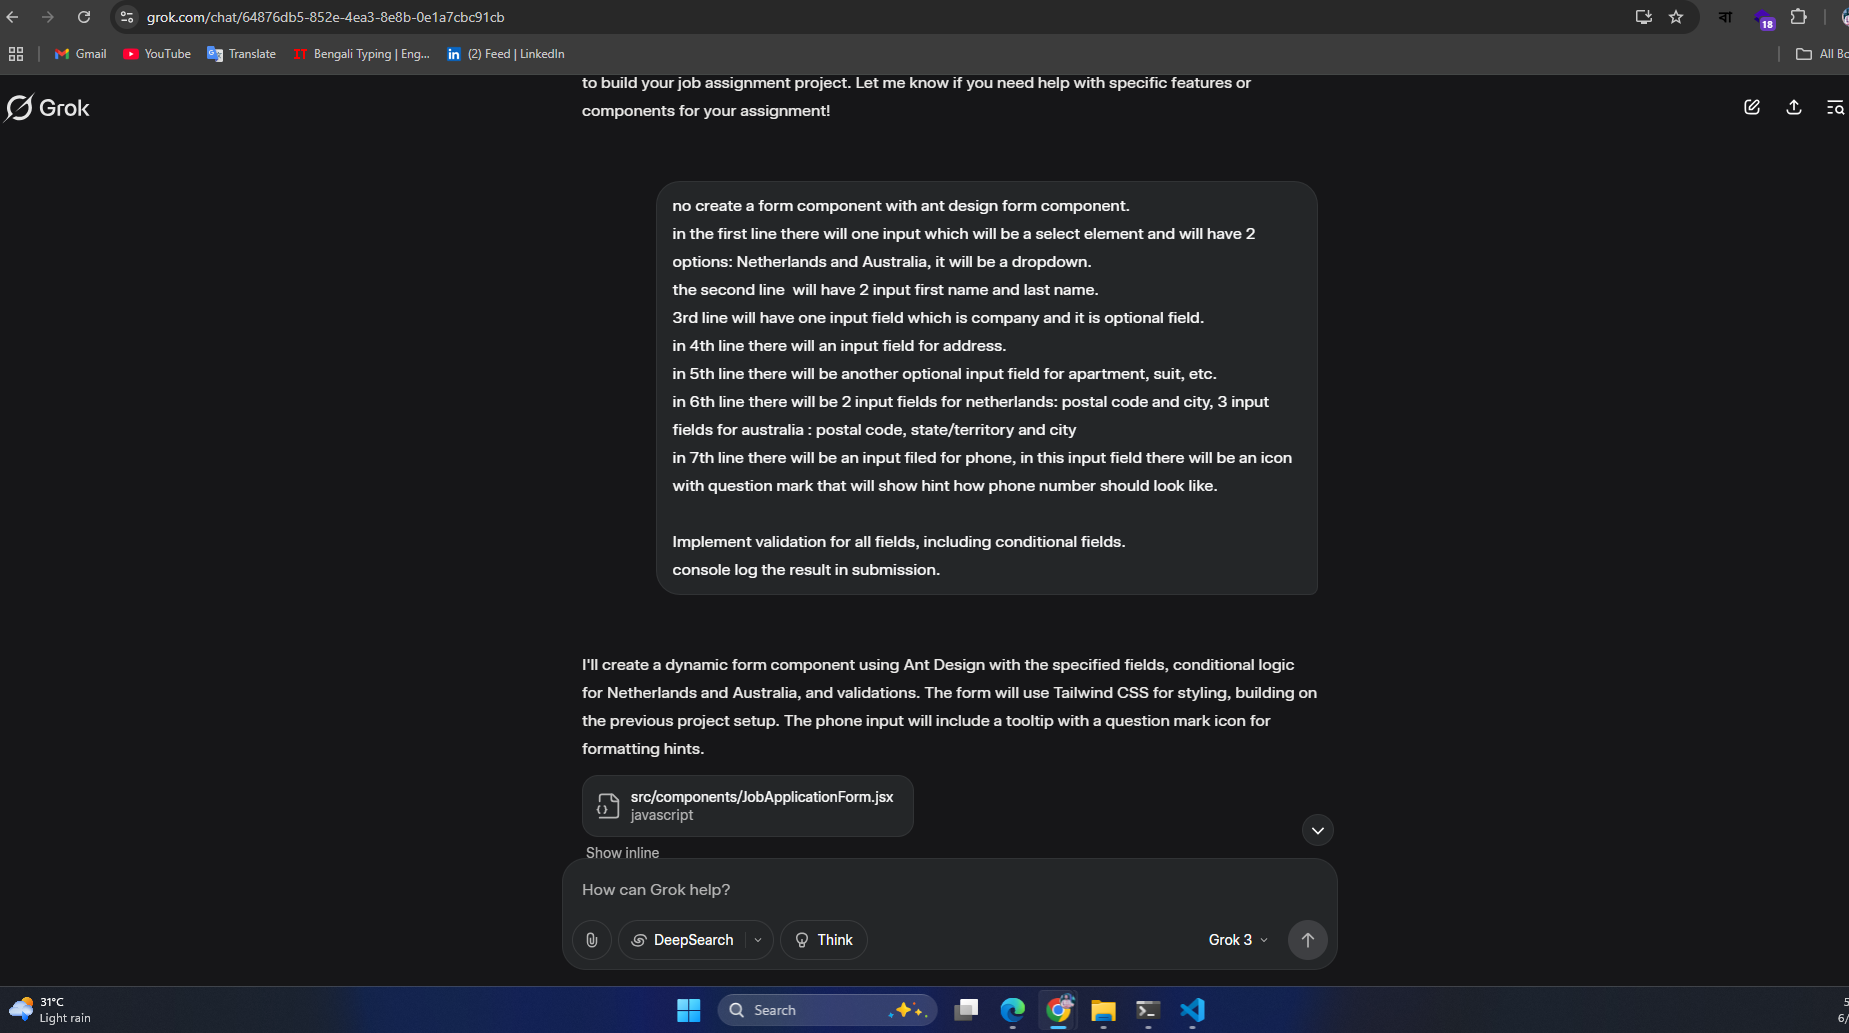 grok.com/chat/64876db5-852e-4ea3-8e8b-0e1a7cbc91cb
বা
18
Gmail
YouTube
Translate
IT Bengali Typing | Eng...
in (2) Feed | LinkedIn
All Bo
Grok
to build your job assignment project. Let me know if you need help with specific features or
components for your assignment!
no create a form component with ant design form component.
in the first line there will one input which will be a select element and will have 2
options: Netherlands and Australia, it will be a dropdown.
the second line  will have 2 input first name and last name.
3rd line will have one input field which is company and it is optional field.
in 4th line there will an input field for address.
in 5th line there will be another optional input field for apartment, suit, etc.
in 6th line there will be 2 input fields for netherlands: postal code and city, 3 input
fields for australia : postal code, state/territory and city
in 7th line there will be an input filed for phone, in this input field there will be an icon
with question mark that will show hint how phone number should look like.
Implement validation for all fields, including conditional fields.
console log the result in submission.
I'll create a dynamic form component using Ant Design with the specified fields, conditional logic
for Netherlands and Australia, and validations. The form will use Tailwind CSS for styling, building on
the previous project setup. The phone input will include a tooltip with a question mark icon for
formatting hints.
src/components/JobApplicationForm.jsx
javascript
Show inline
How can Grok help?
DeepSearch
Think
Grok 3
31°C
Light rain
Search
5
6/